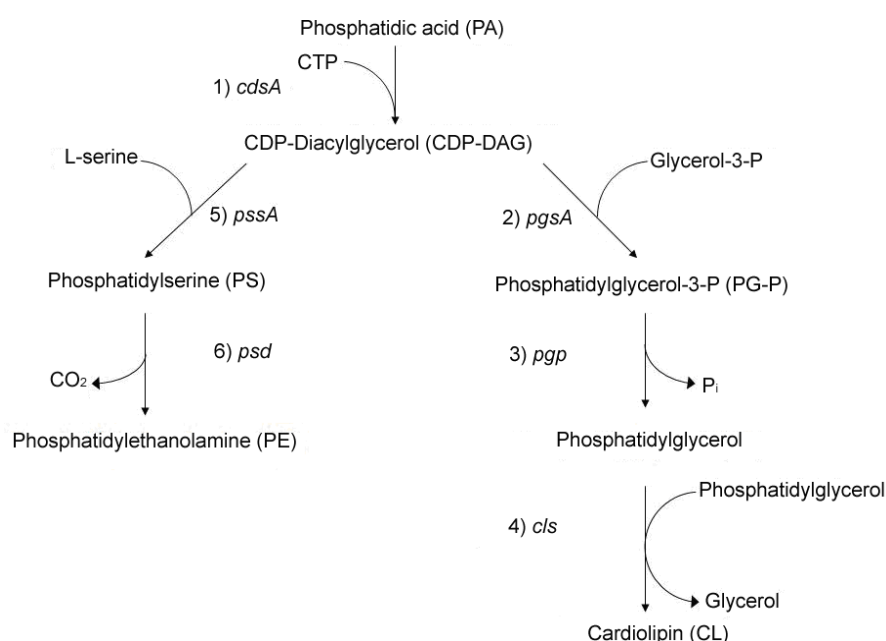 Phosphatidic acid (PA)
CTP
1) cdsA
CDP-Diacylglycerol (CDP-DAG)
L-serine
Glycerol-3-P
5) pssA
2) pgsA
Phosphatidylserine (PS)
Phosphatidylglycerol-3-P (PG-P)
6) psd
3) pgp
CO₂
Pᵢ
Phosphatidylethanolamine (PE)
Phosphatidylglycerol
Phosphatidylglycerol
4) cls
Glycerol
Cardiolipin (CL)